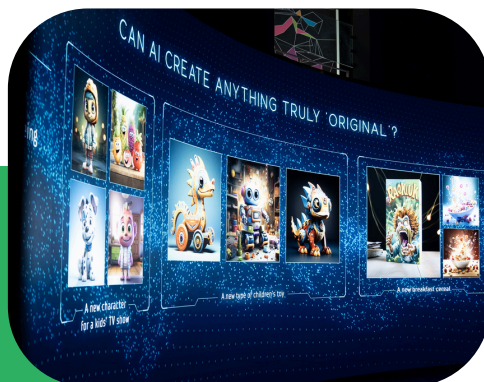 CAN AI CREATE ANYTHING TRULY 'ORIGINAL'?
ing
A new character
for a kids' TV show
A new type of children's toy
A new breakfast cereal